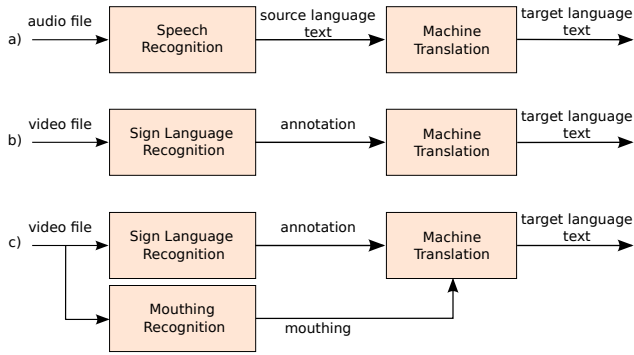 a)
audio file
Speech
Recognition
source language
text
Machine
Translation
target language
text
b)
video file
Sign Language
Recognition
annotation
Machine
Translation
target language
text
c)
video file
Sign Language
Recognition
annotation
Machine
Translation
target language
text
Mouthing
Recognition
mouthing